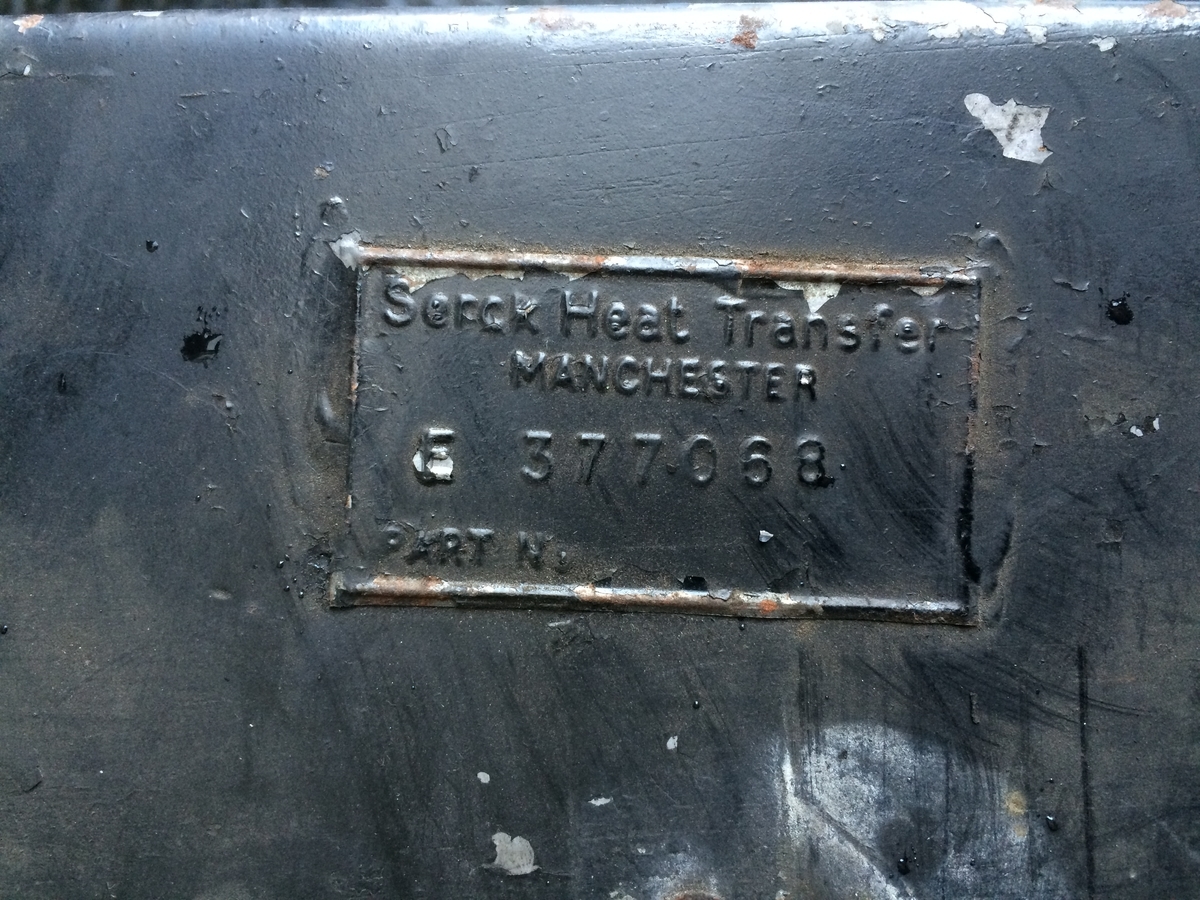 Serck Heat Transfer
MANCHESTER
E 377068
PART N.